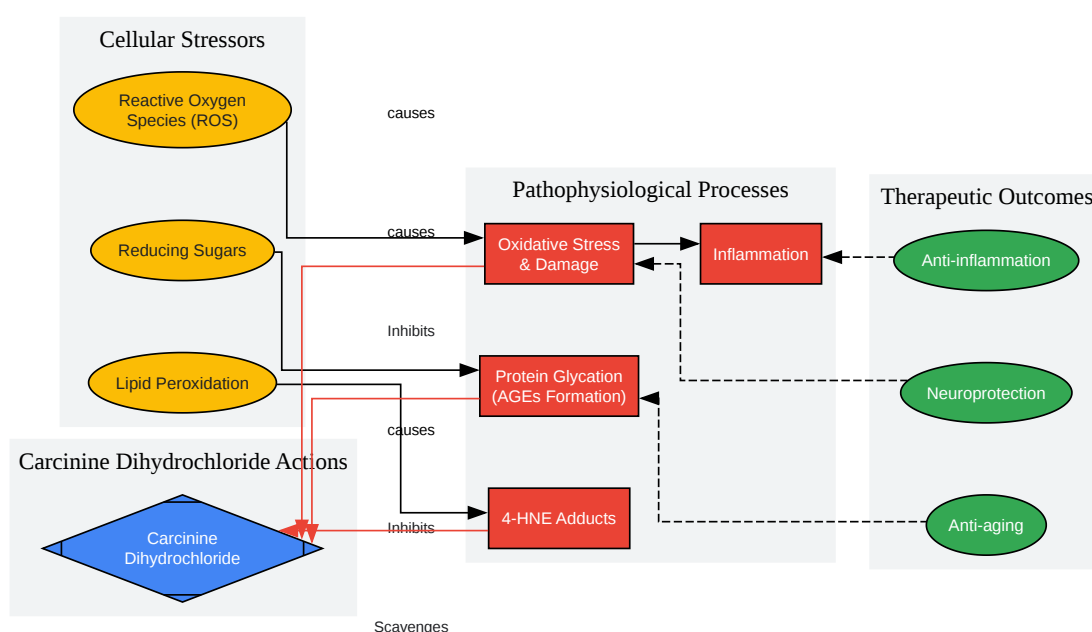 Cellular Stressors
Reactive Oxygen
Species (ROS)
causes
Pathophysiological Processes
Therapeutic Outcomes
Reducing Sugars
causes
Oxidative Stress
& Damage
Inflammation
Anti-inflammation
Inhibits
Lipid Peroxidation
Protein Glycation
(AGEs Formation)
Neuroprotection
causes
Carcinine Dihydrochloride Actions
4-HNE Adducts
Anti-aging
Inhibits
Carcinine
Dihydrochloride
Scavenges